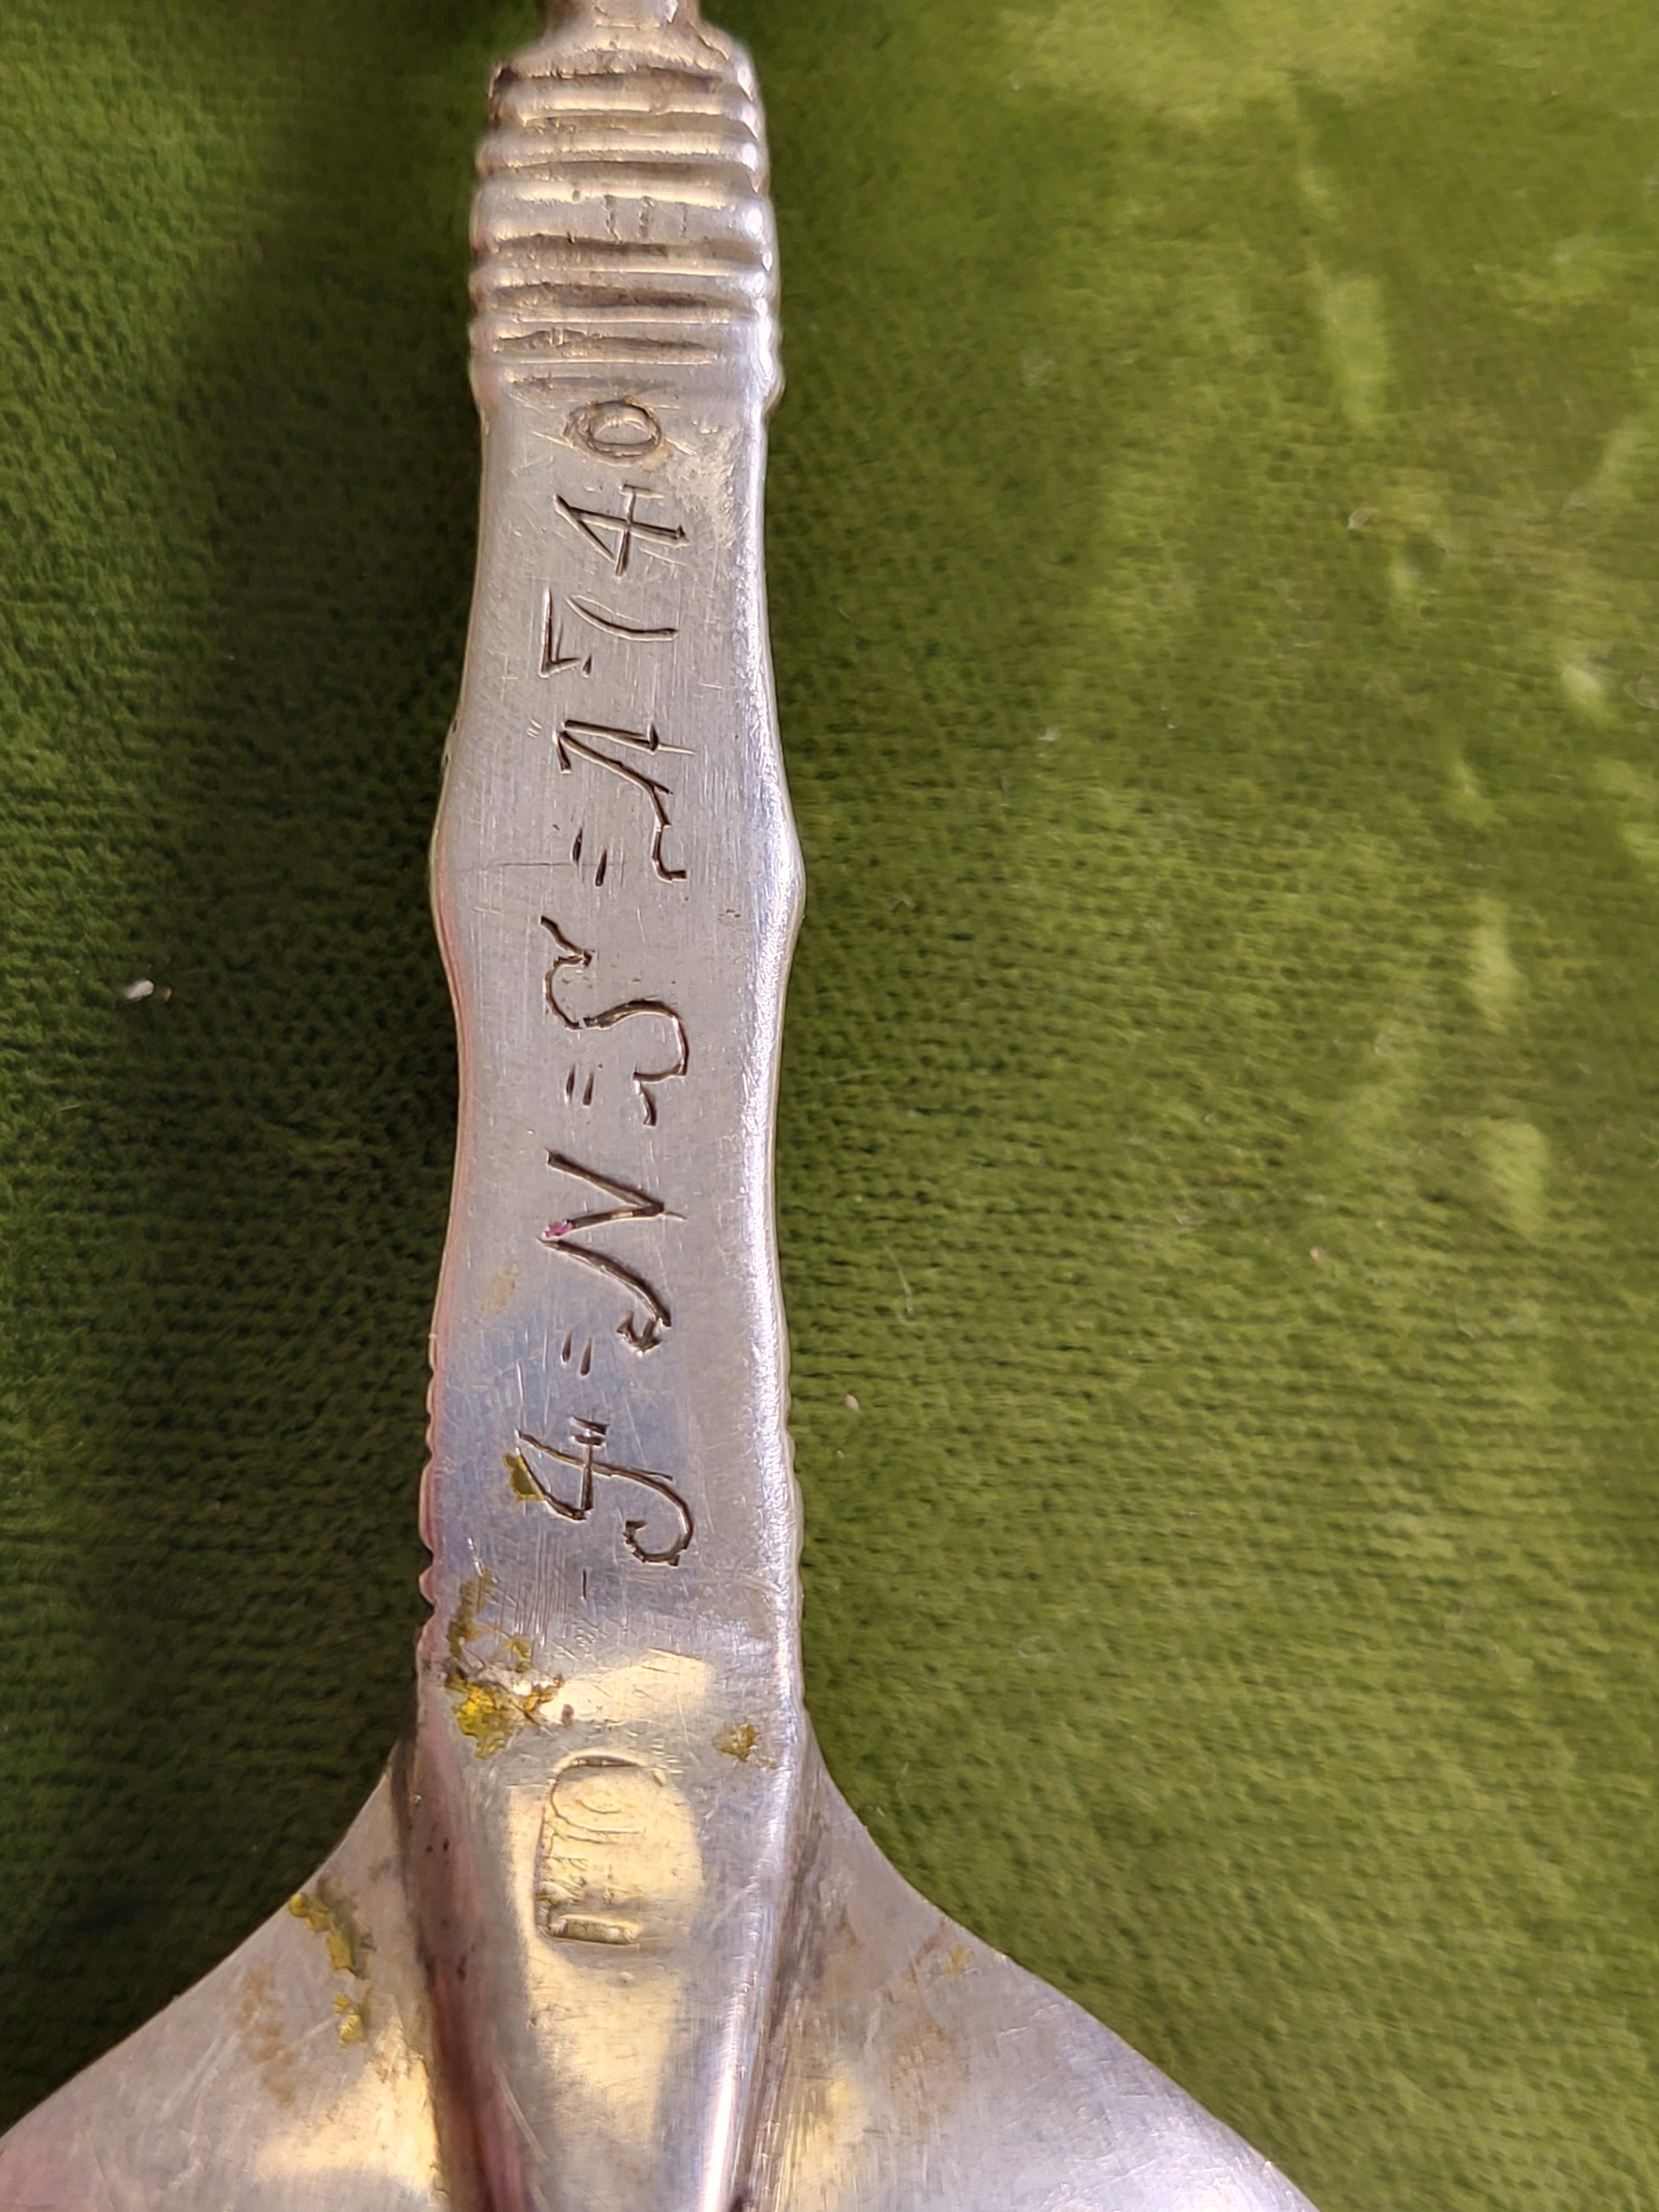 J = N = S = 1740